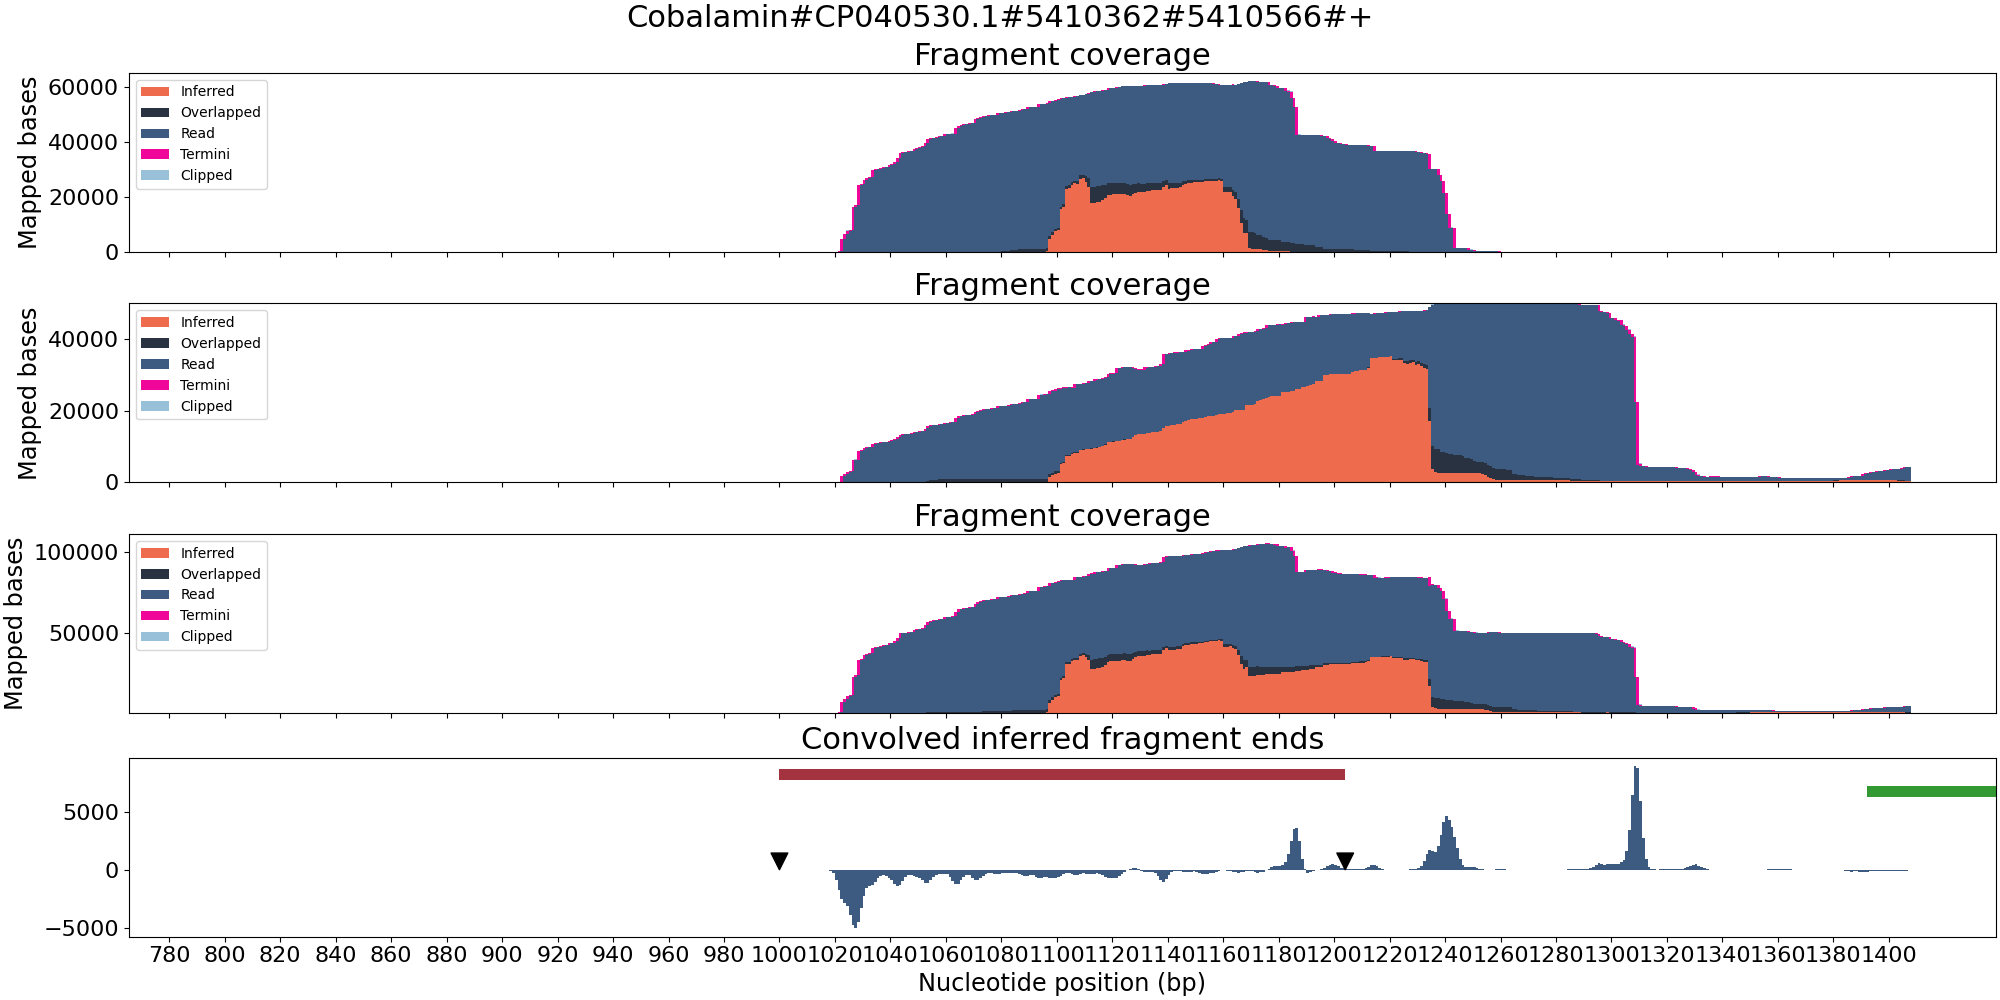 Cobalamin#CP040530.1#5410362#5410566#+
Fragment coverage
Mapped bases
60000
40000
20000
0
Inferred
Overlapped
Read
Termini
Clipped
Fragment coverage
Mapped bases
40000
20000
0
Inferred
Overlapped
Read
Termini
Clipped
Fragment coverage
Mapped bases
100000
50000
Inferred
Overlapped
Read
Termini
Clipped
Convolved inferred fragment ends
5000
0
−5000
780 800 820 840 860 880 900 920 940 960 980 1000 1020 1040 1060 1080 1100 1120 1140 1160 1180 1200 1220 1240 1260 1280 1300 1320 1340 1360 1380 1400
Nucleotide position (bp)